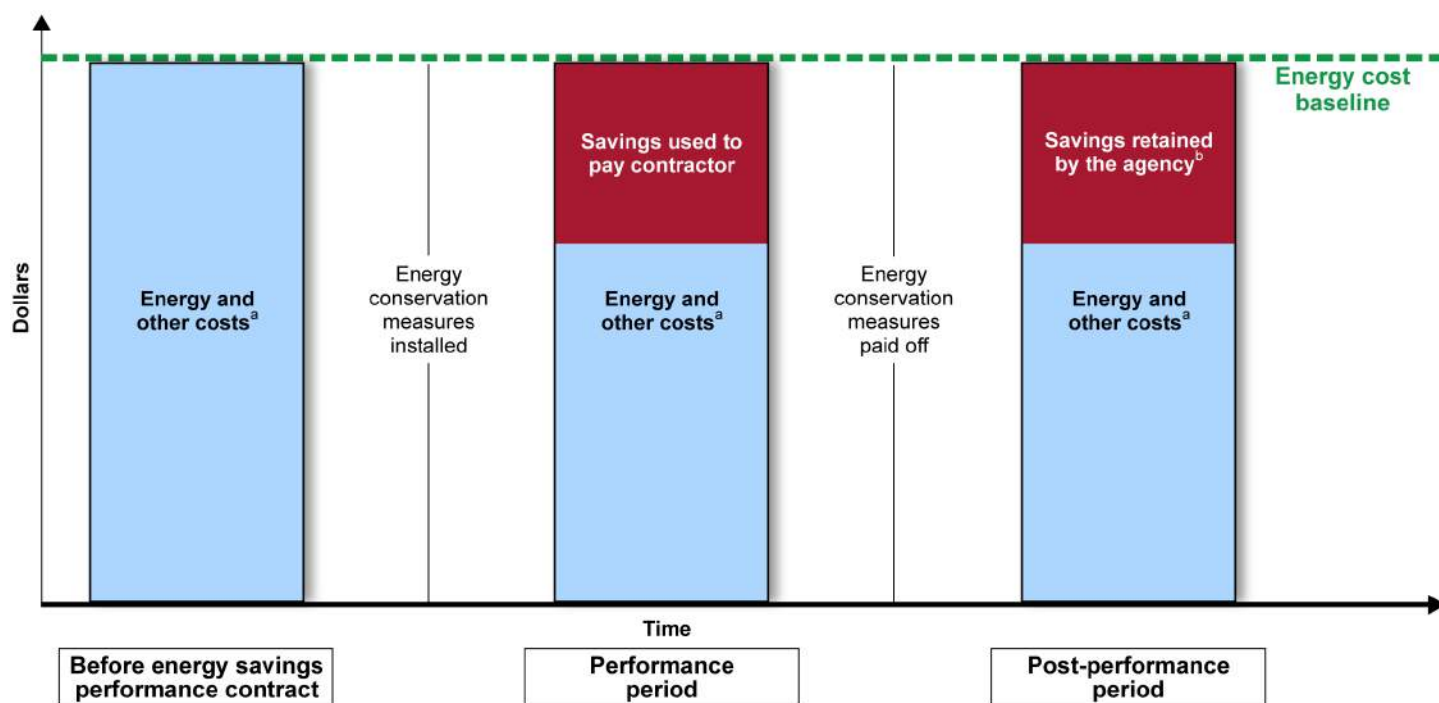 Energy cost
baseline
Savings used to
pay contractor
Savings retained
by the agencyᵇ
Energy and
other costsᵃ
Energy
conservation
measures
installed
Energy and
other costsᵃ
Energy
conservation
measures
paid off
Energy and
other costsᵃ
Dollars
Time
Before energy savings
performance contract
Performance
period
Post-performance
period